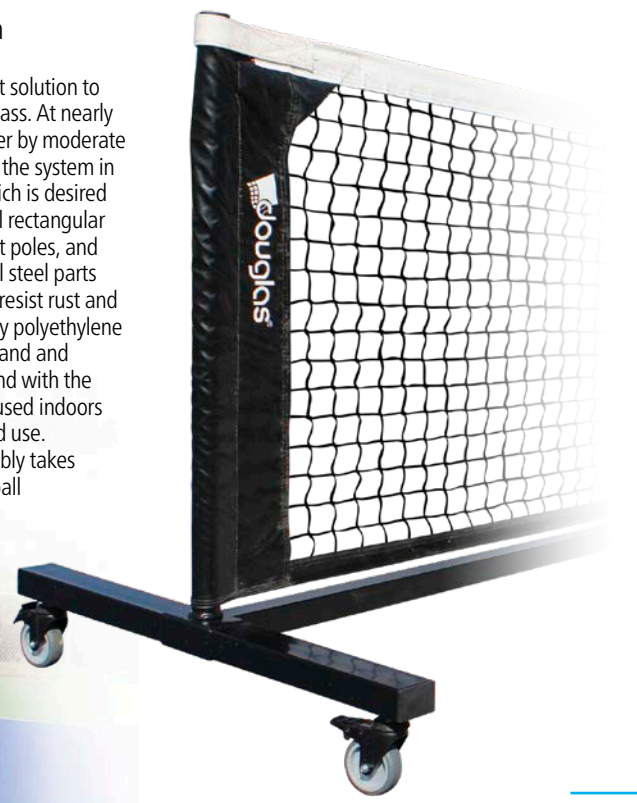 t solution to
ass. At nearly
er by moderate
the system in
ich is desired
l rectangular
t poles, and
l steel parts
resist rust and
y polyethylene
and and
nd with the
used indoors
d use.
bly takes
all
douglas®